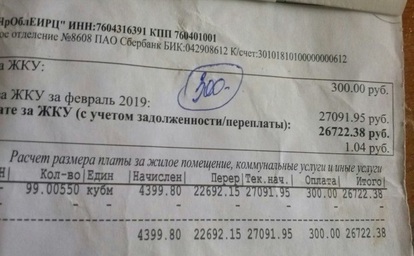 рОблЕИРЦ" ИНН:7604316391 КПП 760401001
ое отделение №8608 ПАО Сбербанк БИК:042908612 К/счет:30101810100000000612
а ЖКУ: 300.00 руб.
300-
а ЖКУ за февраль 2019: 27091.95 руб.
ате за ЖКУ (с учетом задолженности/переплаты): 26722.38 руб.
1.04 руб.
Расчет размера платы за жилое помещение, коммунальные услуги и иные услуги
Кол-во Един Начислен Перер Тек.нач. Оплата Итого
99.00550 кубм 4399.80 22692.15 27091.95 300.00 26722.38
- - - - - - -
4399.80 22692.15 27091.95 300.00 26722.38